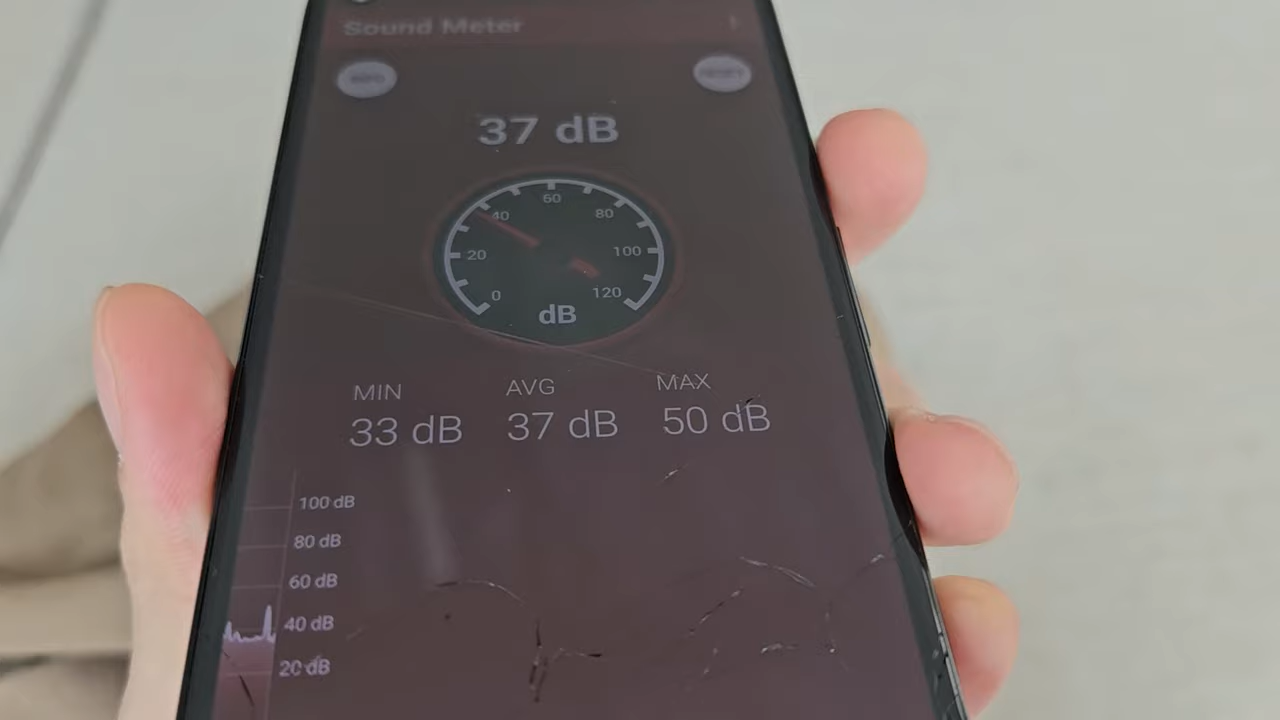 Sound Meter
RESET
37 dB
60
40 80
20 100
0 120
dB
MIN AVG MAX
33 dB 37 dB 50 dB
100 dB
80 dB
60 dB
40 dB
20 dB